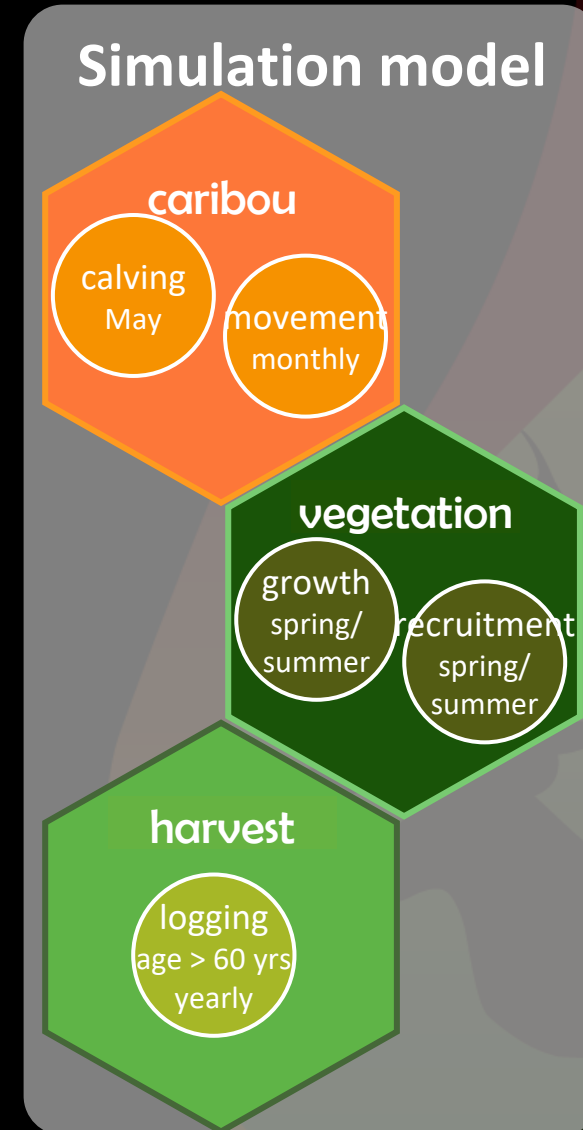 Simulation model
caribou
calving
May
movement
monthly
vegetation
growth
spring/
summer
recruitment
spring/
summer
harvest
logging
age > 60 yrs
yearly